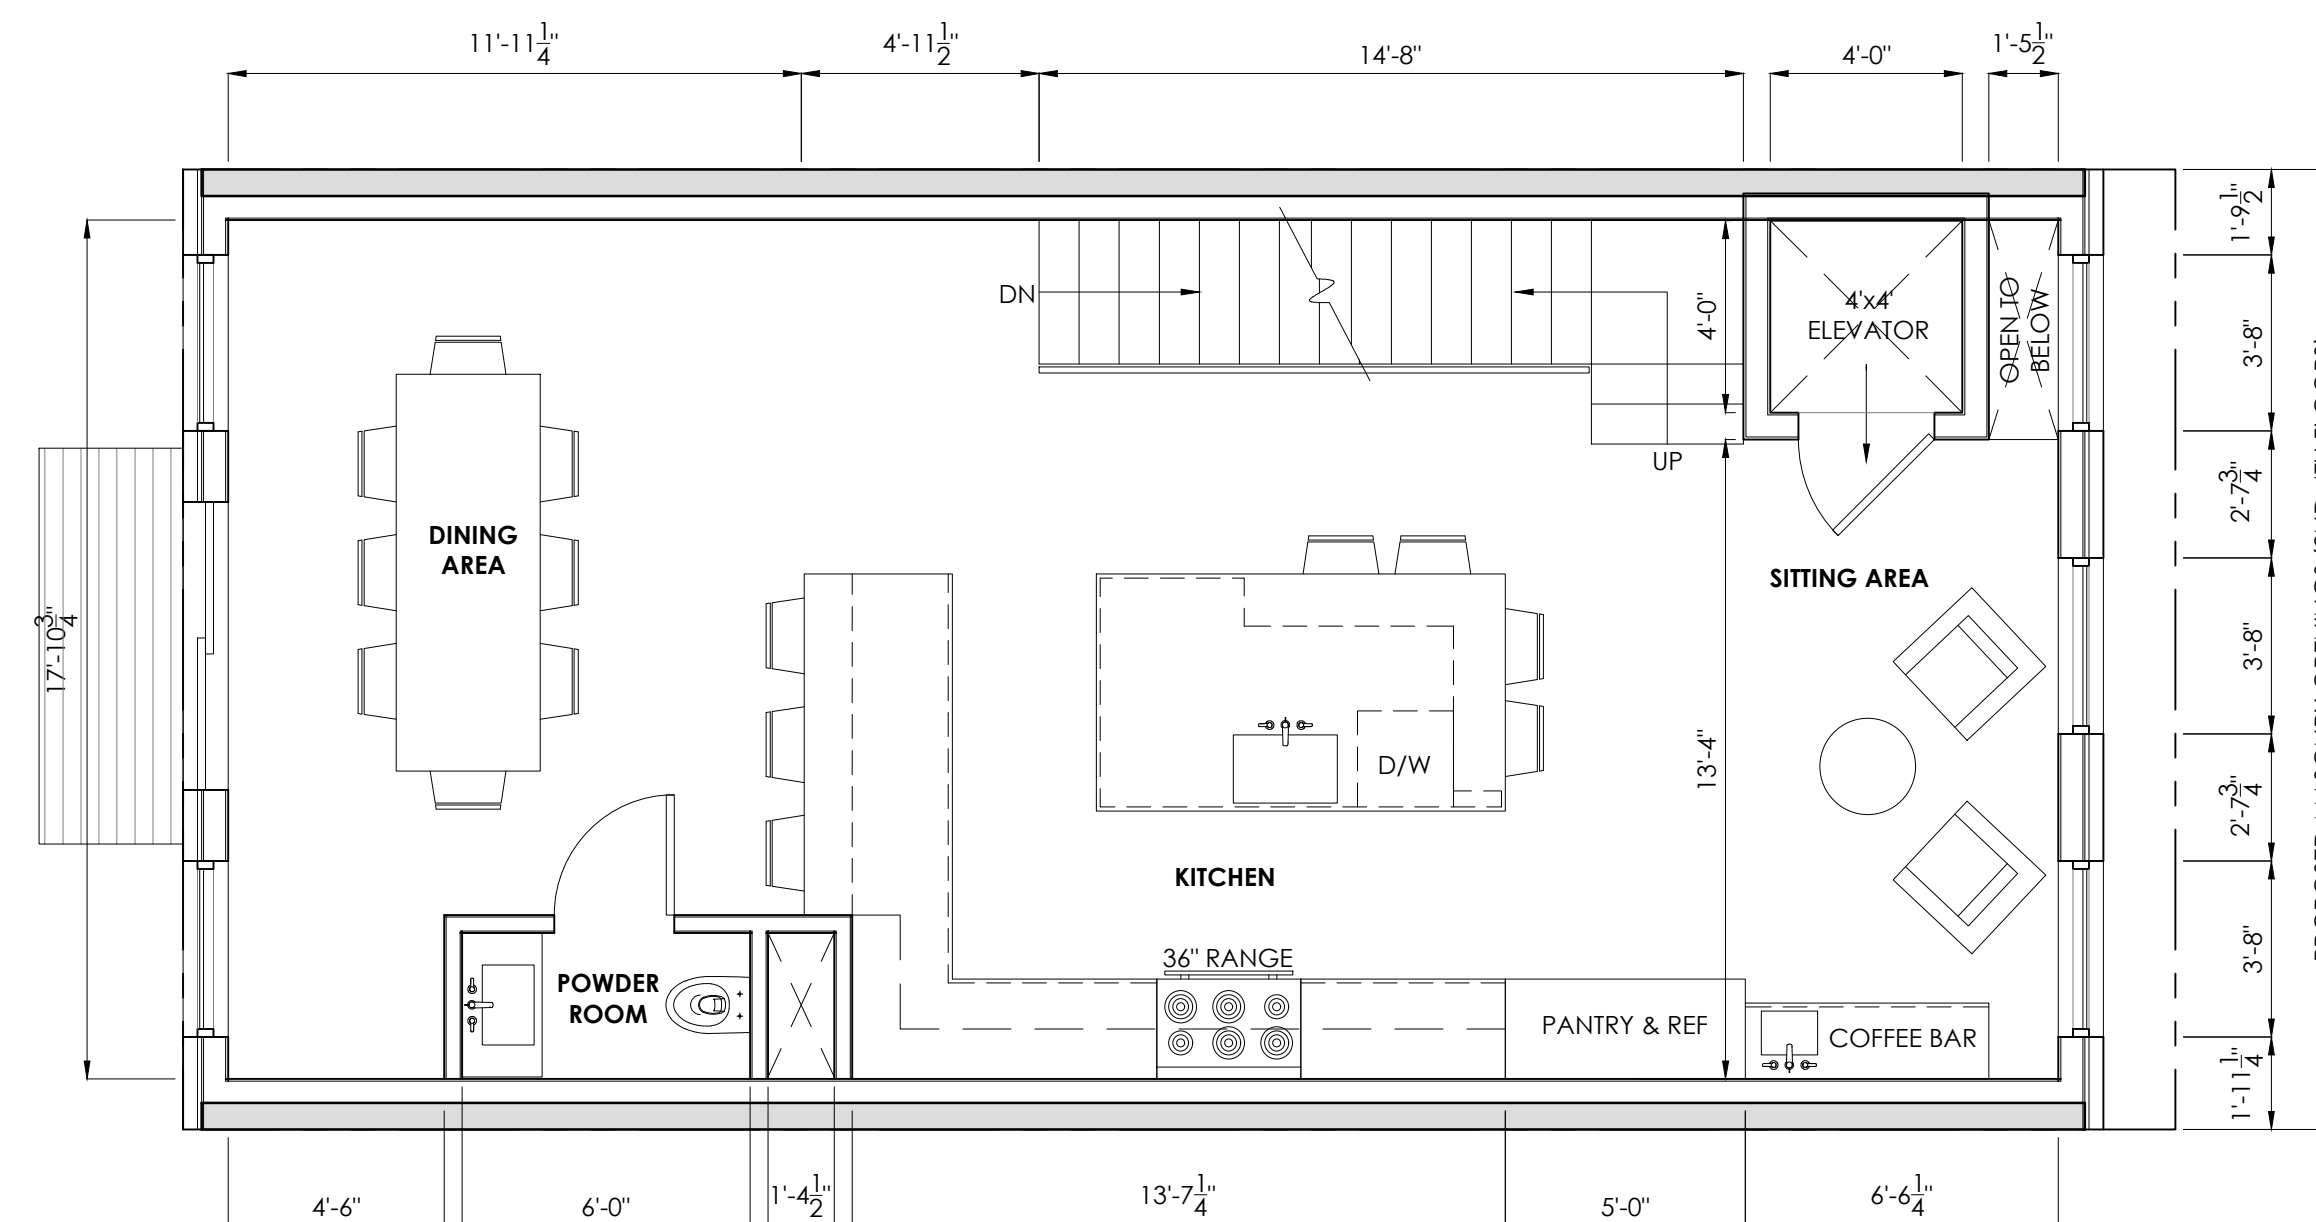 11'-11 1/4"
4'-11 1/2"
14'-8"
4'-0"
1'-5 1/2"
1'-9 1/2"
DN
4'-0"
4'x4'
ELEVATOR
OPEN TO
BELOW
3'-8"
UP
2'-7 3/4"
DINING
AREA
SITTING AREA
17'-10 3/4"
3'-8"
13'-4"
D/W
2'-7 3/4"
KITCHEN
36" RANGE
3'-8"
POWDER
ROOM
PANTRY & REF
COFFEE BAR
1'-11 1/4"
4'-6"
6'-0"
1'-4 1/2"
13'-7 1/4"
5'-0"
6'-6 1/4"